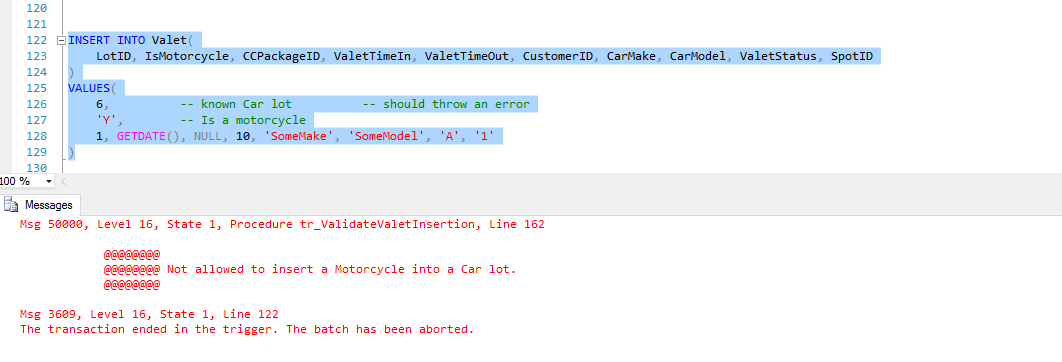 120
121
122 INSERT INTO Valet(
123 LotID, IsMotorcycle, CCPackageID, ValetTimeIn, ValetTimeOut, CustomerID, CarMake, CarModel, ValetStatus, SpotID
124 )
125 VALUES(
126 6, -- known Car lot -- should throw an error
127 'Y', -- Is a motorcycle
128 1, GETDATE(), NULL, 10, 'SomeMake', 'SomeModel', 'A', '1'
129 )
130
100 %
Messages
Msg 50000, Level 16, State 1, Procedure tr_ValidateValetInsertion, Line 162
@@@@@@@@
@@@@@@@@ Not allowed to insert a Motorcycle into a Car lot.
@@@@@@@@
Msg 3609, Level 16, State 1, Line 122
The transaction ended in the trigger. The batch has been aborted.